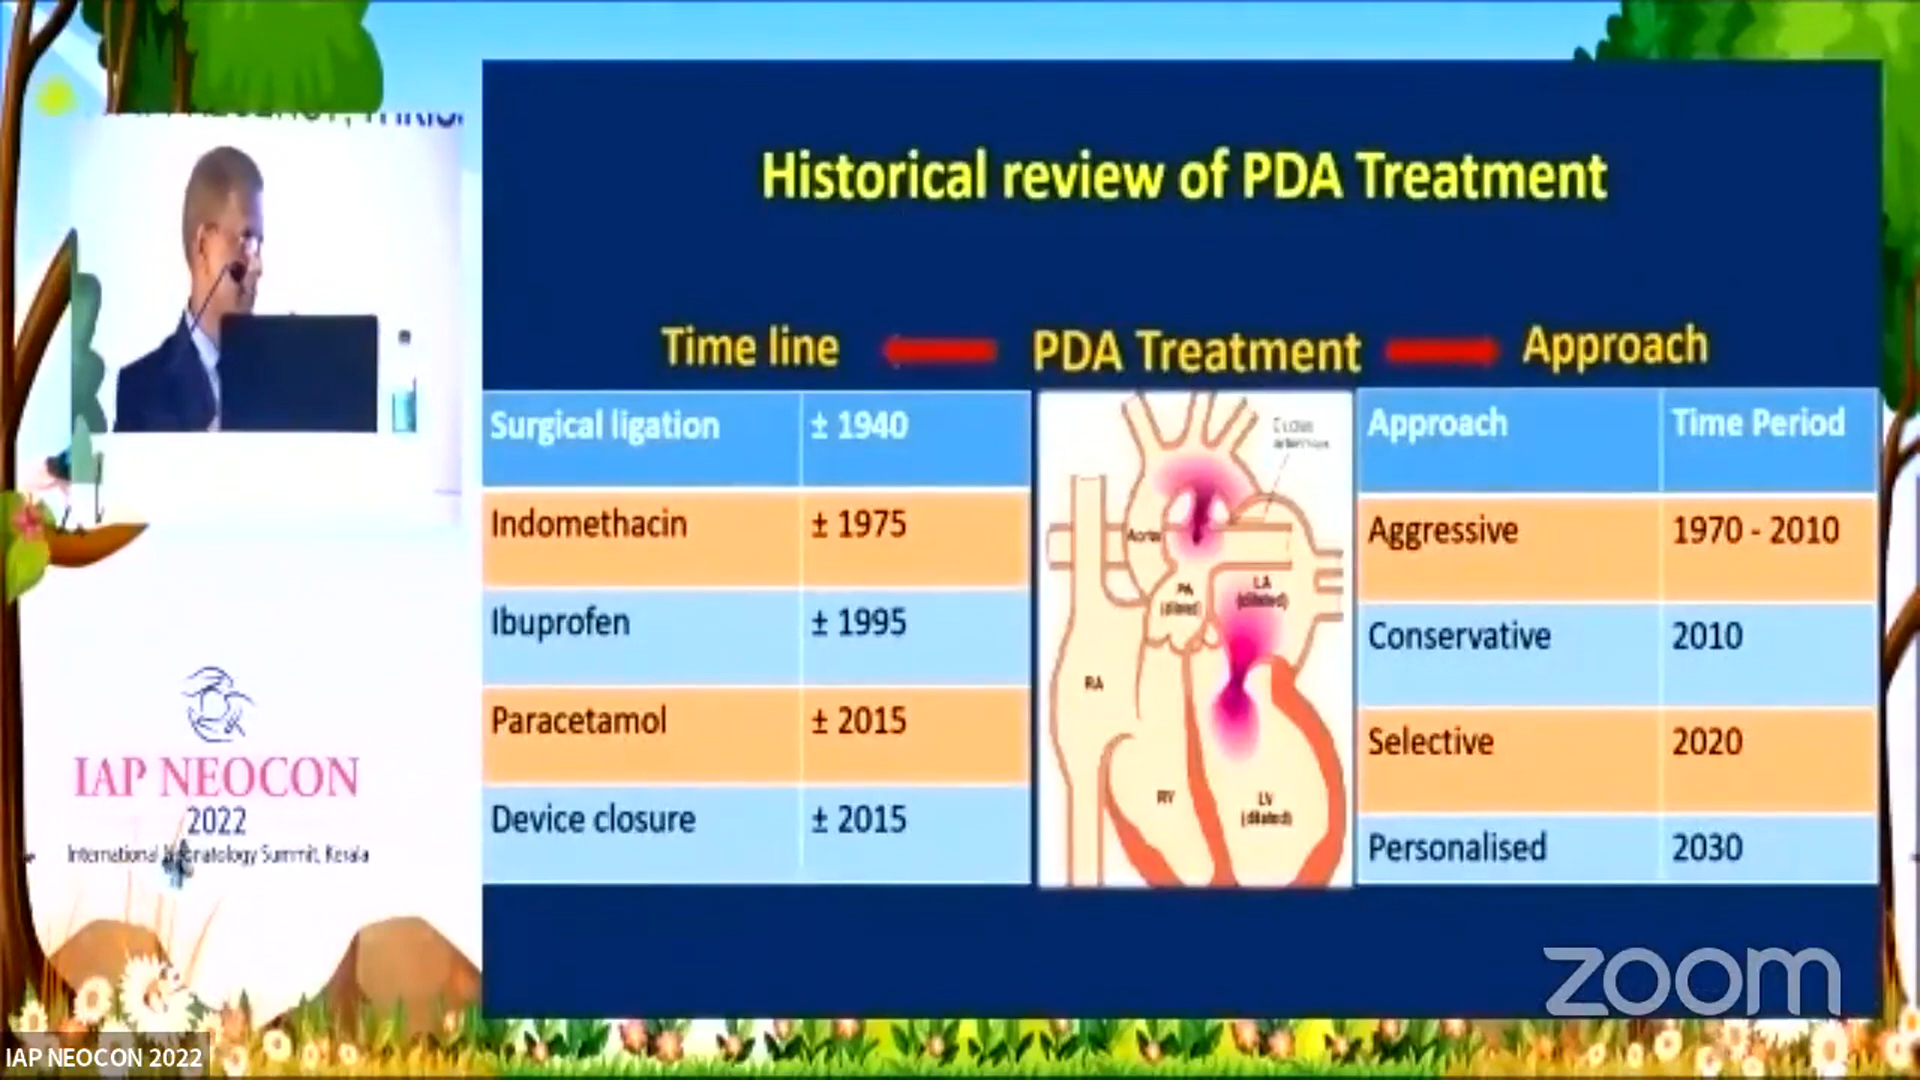 Historical review of PDA Treatment
Time line
PDA Treatment
Approach
Surgical ligation ± 1940
Indomethacin ± 1975
Ibuprofen ± 1995
Paracetamol ± 2015
Device closure ± 2015
Aorta
PA
(dilated)
LA
(dilated)
RA
RV
LV
(dilated)
Approach Time Period
Aggressive 1970 - 2010
Conservative 2010
Selective 2020
Personalised 2030
IAP NEOCON
2022
International Neonatology Summit, Kerala
zoom
IAP NEOCON 2022